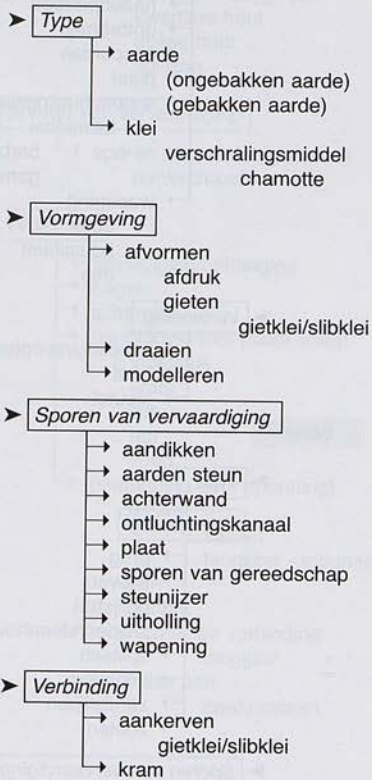 Type
aarde
(ongebakken aarde)
(gebakken aarde)
klei
verschralingsmiddel
chamotte
Vormgeving
afvormen
afdruk
gieten
gietklei/slibklei
draaien
modelleren
Sporen van vervaardiging
aandikken
aarden steun
achterwand
ontluchtingskanaal
plaat
sporen van gereedschap
steunijzer
uitholling
wapening
Verbinding
aankerven
gietklei/slibklei
kram